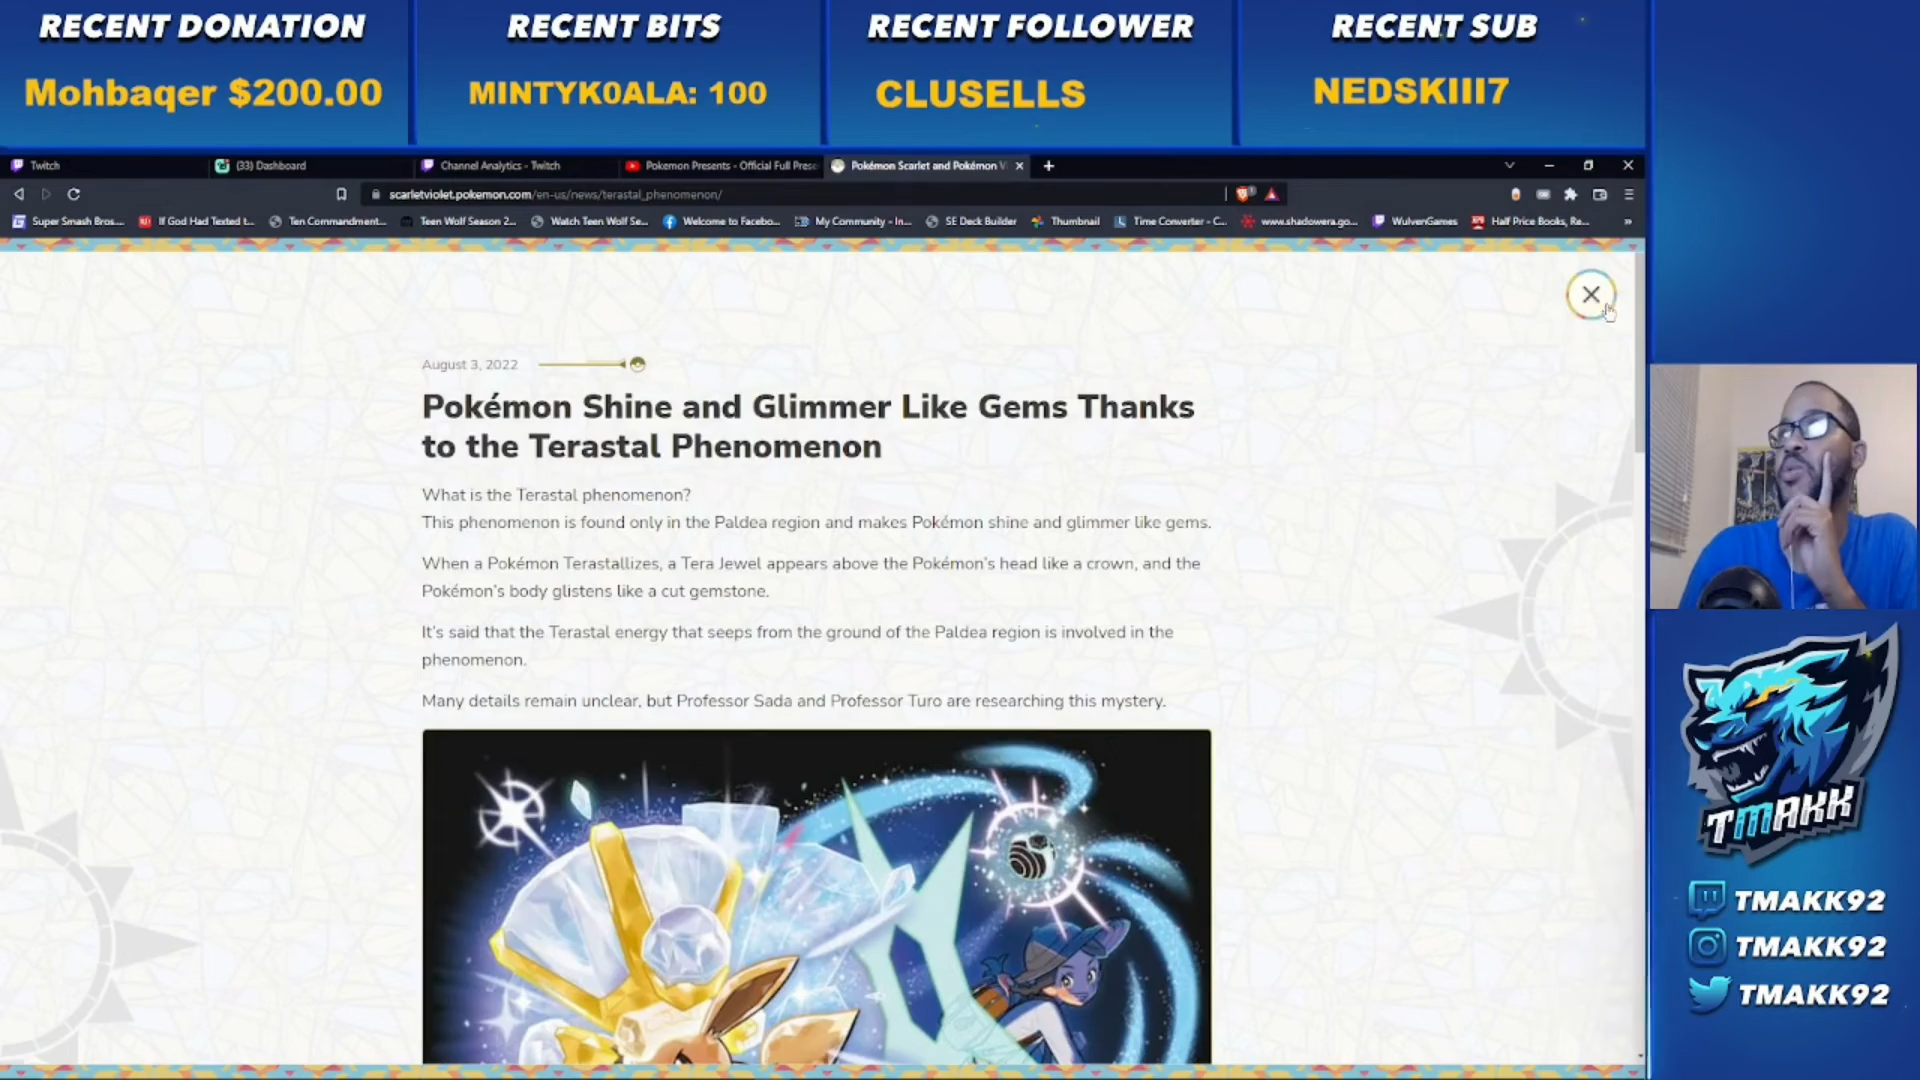 RECENT DONATION
Mohbaqer $200.00
RECENT BITS
MINTYK0ALA: 100
RECENT FOLLOWER
CLUSELLS
RECENT SUB
NEDSKIII7
Twitch
(33) Dashboard
Channel Analytics - Twitch
Pokemon Presents - Official Full Prese
Pokémon Scarlet and Pokémon V
scarletviolet.pokemon.com/en-us/news/terastal_phenomenon/
Super Smash Bros....
If God Had Texted t...
Ten Commandment...
Teen Wolf Season 2...
Watch Teen Wolf Se...
Welcome to Facebo...
My Community - In...
SE Deck Builder
Thumbnail
Time Converter - C...
www.shadowera.go...
WulvenGames
Half Price Books, Re...
August 3, 2022
Pokémon Shine and Glimmer Like Gems Thanks
to the Terastal Phenomenon
What is the Terastal phenomenon?
This phenomenon is found only in the Paldea region and makes Pokémon shine and glimmer like gems.
When a Pokémon Terastallizes, a Tera Jewel appears above the Pokémon's head like a crown, and the
Pokémon's body glistens like a cut gemstone.
It's said that the Terastal energy that seeps from the ground of the Paldea region is involved in the
phenomenon.
Many details remain unclear, but Professor Sada and Professor Turo are researching this mystery.
TMAKK
TMAKK92
TMAKK92
TMAKK92